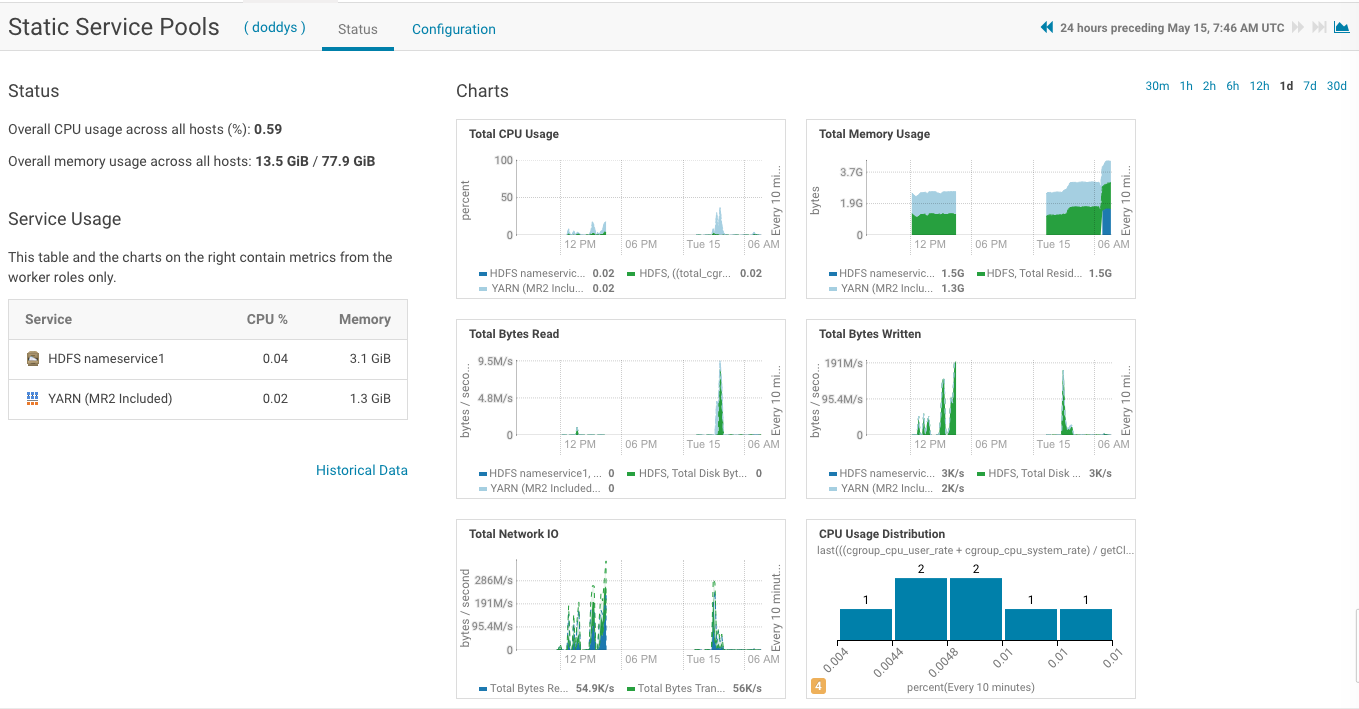 Static Service Pools ( doddys ) Status Configuration 24 hours preceding May 15, 7:46 AM UTC
30m 1h 2h 6h 12h 1d 7d 30d
Status
Overall CPU usage across all hosts (%): 0.59
Overall memory usage across all hosts: 13.5 GiB / 77.9 GiB
Service Usage
This table and the charts on the right contain metrics from the
worker roles only.
Service CPU % Memory
HDFS nameservice1 0.04 3.1 GiB
YARN (MR2 Included) 0.02 1.3 GiB
Historical Data
Charts
Total CPU Usage
percent
100
50
0
12 PM 06 PM Tue 15 06 AM
Every 10 mi...
HDFS nameservic... 0.02 HDFS, ((total_cgr... 0.02
YARN (MR2 Inclu... 0.02
Total Memory Usage
bytes
3.7G
1.9G
0
12 PM 06 PM Tue 15 06 AM
Every 10 mi...
HDFS nameservic... 1.5G HDFS, Total Resid... 1.5G
YARN (MR2 Inclu... 1.3G
Total Bytes Read
bytes / seco...
9.5M/s
4.8M/s
0
12 PM 06 PM Tue 15 06 AM
Every 10 mi...
HDFS nameservice1, ... 0 HDFS, Total Disk Byt... 0
YARN (MR2 Included... 0
Total Bytes Written
bytes / seco...
191M/s
95.4M/s
0
12 PM 06 PM Tue 15 06 AM
Every 10 mi...
HDFS nameservic... 3K/s HDFS, Total Disk ... 3K/s
YARN (MR2 Inclu... 2K/s
Total Network IO
bytes / second
286M/s
191M/s
95.4M/s
0
12 PM 06 PM Tue 15 06 AM
Every 10 minut...
Total Bytes Re... 54.9K/s Total Bytes Tran... 56K/s
CPU Usage Distribution
last(((cgroup_cpu_user_rate + cgroup_cpu_system_rate) / getCl...
1 2 2 1 1
0.004 0.0044 0.0048 0.01 0.01 0.01
4 percent(Every 10 minutes)